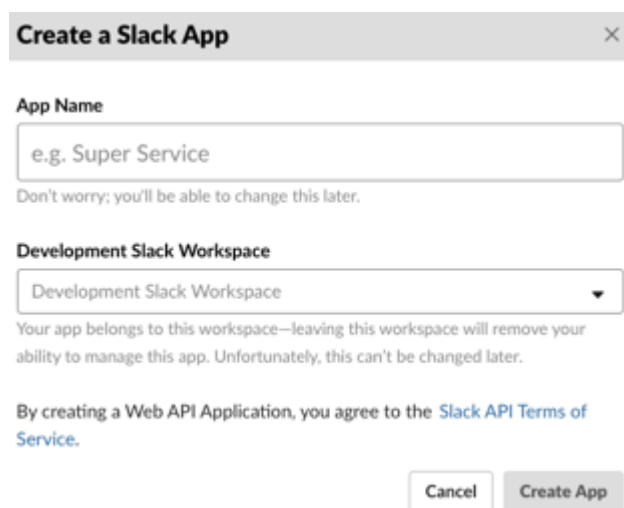 Create a Slack App
App Name
e.g. Super Service
Don't worry; you'll be able to change this later.
Development Slack Workspace
Development Slack Workspace
Your app belongs to this workspace—leaving this workspace will remove your
ability to manage this app. Unfortunately, this can't be changed later.
By creating a Web API Application, you agree to the Slack API Terms of
Service.
Cancel Create App